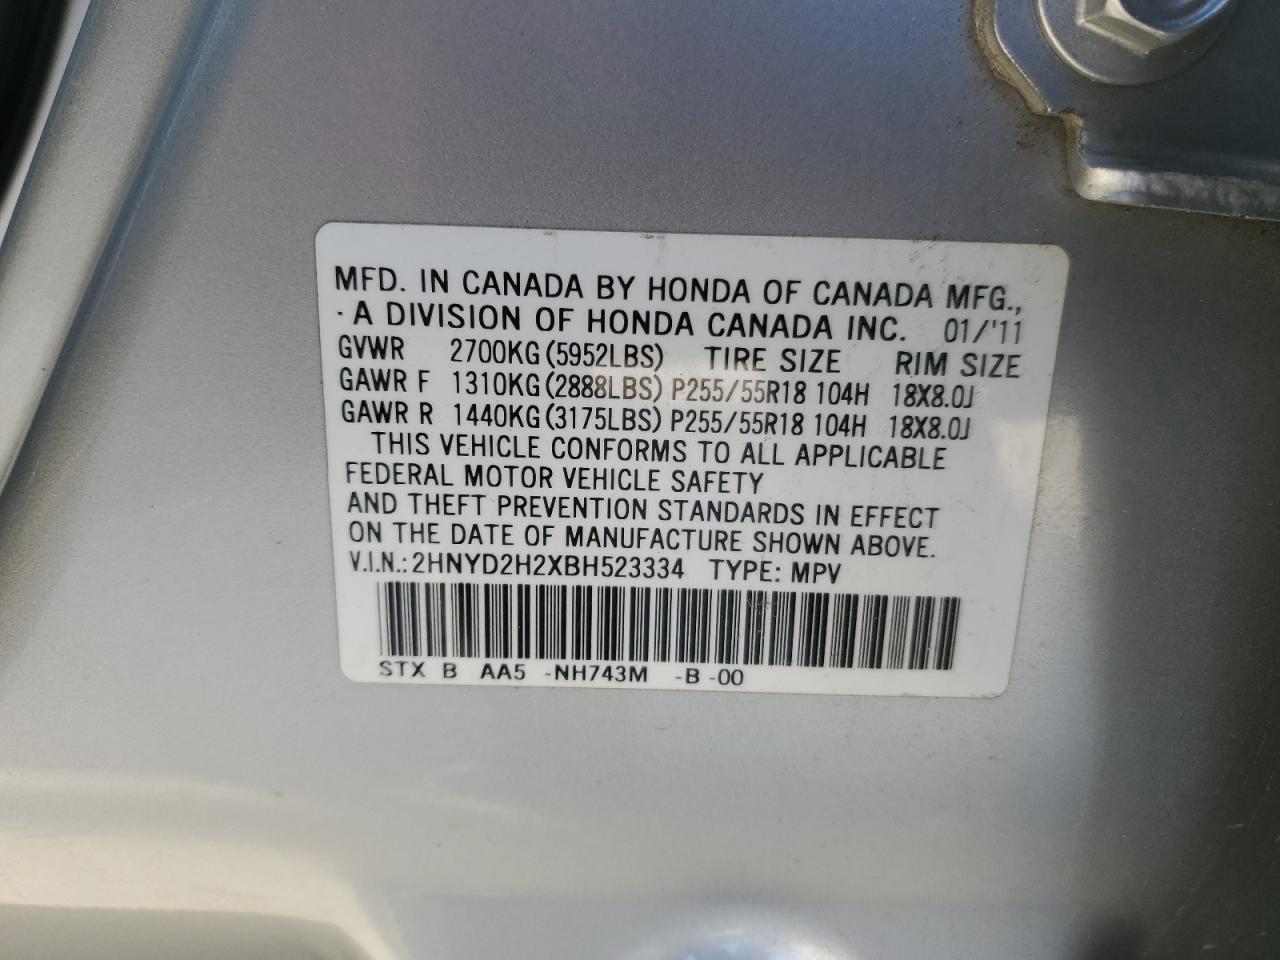 MFD. IN CANADA BY HONDA OF CANADA MFG.,
· A DIVISION OF HONDA CANADA INC. 01/'11
GVWR 2700KG (5952LBS) TIRE SIZE RIM SIZE
GAWR F 1310KG (2888LBS) P255/55R18 104H 18X8.0J
GAWR R 1440KG (3175LBS) P255/55R18 104H 18X8.0J
THIS VEHICLE CONFORMS TO ALL APPLICABLE
FEDERAL MOTOR VEHICLE SAFETY
AND THEFT PREVENTION STANDARDS IN EFFECT
ON THE DATE OF MANUFACTURE SHOWN ABOVE.
V.I.N.: 2HNYD2H2XBH523334 TYPE: MPV
STX B AA5 -NH743M -B -00